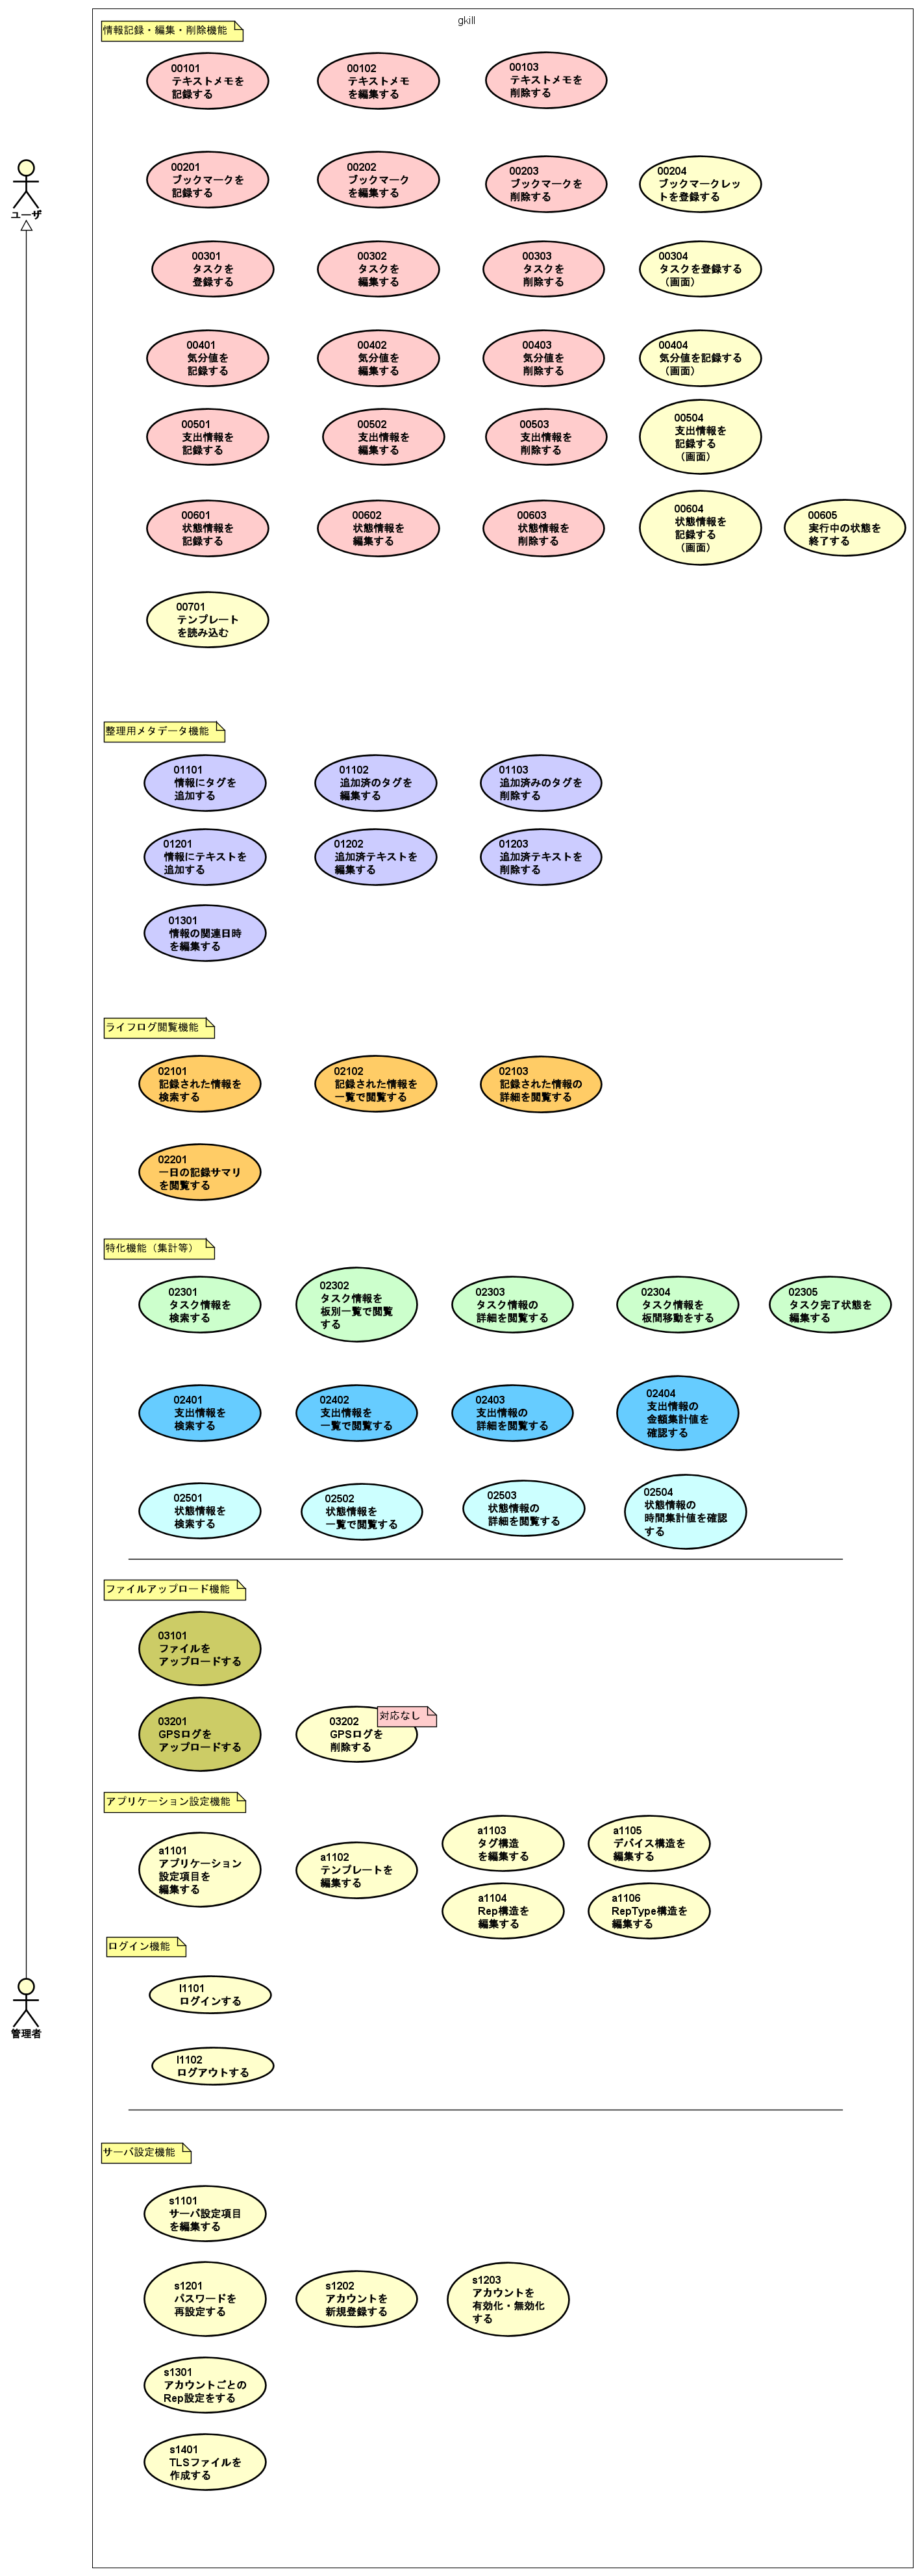 gkill
情報記録・編集・削除機能
00101
テキストメモを
記録する
00102
テキストメモ
を編集する
00103
テキストメモを
削除する
ユーザ
00201
ブックマークを
記録する
00202
ブックマーク
を編集する
00203
ブックマークを
削除する
00204
ブックマークレッ
トを登録する
00301
タスクを
登録する
00302
タスクを
編集する
00303
タスクを
削除する
00304
タスクを登録する
（画面）
00401
気分値を
記録する
00402
気分値を
編集する
00403
気分値を
削除する
00404
気分値を記録する
（画面）
00501
支出情報を
記録する
00502
支出情報を
編集する
00503
支出情報を
削除する
00504
支出情報を
記録する
（画面）
00601
状態情報を
記録する
00602
状態情報を
編集する
00603
状態情報を
削除する
00604
状態情報を
記録する
（画面）
00605
実行中の状態を
終了する
00701
テンプレート
を読み込む
整理用メタデータ機能
01101
情報にタグを
追加する
01102
追加済のタグを
編集する
01103
追加済みのタグを
削除する
01201
情報にテキストを
追加する
01202
追加済テキストを
編集する
01203
追加済テキストを
削除する
01301
情報の関連日時
を編集する
ライフログ閲覧機能
02101
記録された情報を
検索する
02102
記録された情報を
一覧で閲覧する
02103
記録された情報の
詳細を閲覧する
02201
一日の記録サマリ
を閲覧する
特化機能（集計等）
02301
タスク情報を
検索する
02302
タスク情報を
板別一覧で閲覧
する
02303
タスク情報の
詳細を閲覧する
02304
タスク情報を
板間移動をする
02305
タスク完了状態を
編集する
02401
支出情報を
検索する
02402
支出情報を
一覧で閲覧する
02403
支出情報の
詳細を閲覧する
02404
支出情報の
金額集計値を
確認する
02501
状態情報を
検索する
02502
状態情報を
一覧で閲覧する
02503
状態情報の
詳細を閲覧する
02504
状態情報の
時間集計値を確認
する
ファイルアップロード機能
03101
ファイルを
アップロードする
03201
GPSログを
アップロードする
対応なし
03202
GPSログを
削除する
アプリケーション設定機能
a1101
アプリケーション
設定項目を
編集する
a1102
テンプレートを
編集する
a1103
タグ構造
を編集する
a1105
デバイス構造を
編集する
a1104
Rep構造を
編集する
a1106
RepType構造を
編集する
ログイン機能
l1101
ログインする
管理者
l1102
ログアウトする
サーバ設定機能
s1101
サーバ設定項目
を編集する
s1201
パスワードを
再設定する
s1202
アカウントを
新規登録する
s1203
アカウントを
有効化・無効化
する
s1301
アカウントごとの
Rep設定をする
s1401
TLSファイルを
作成する